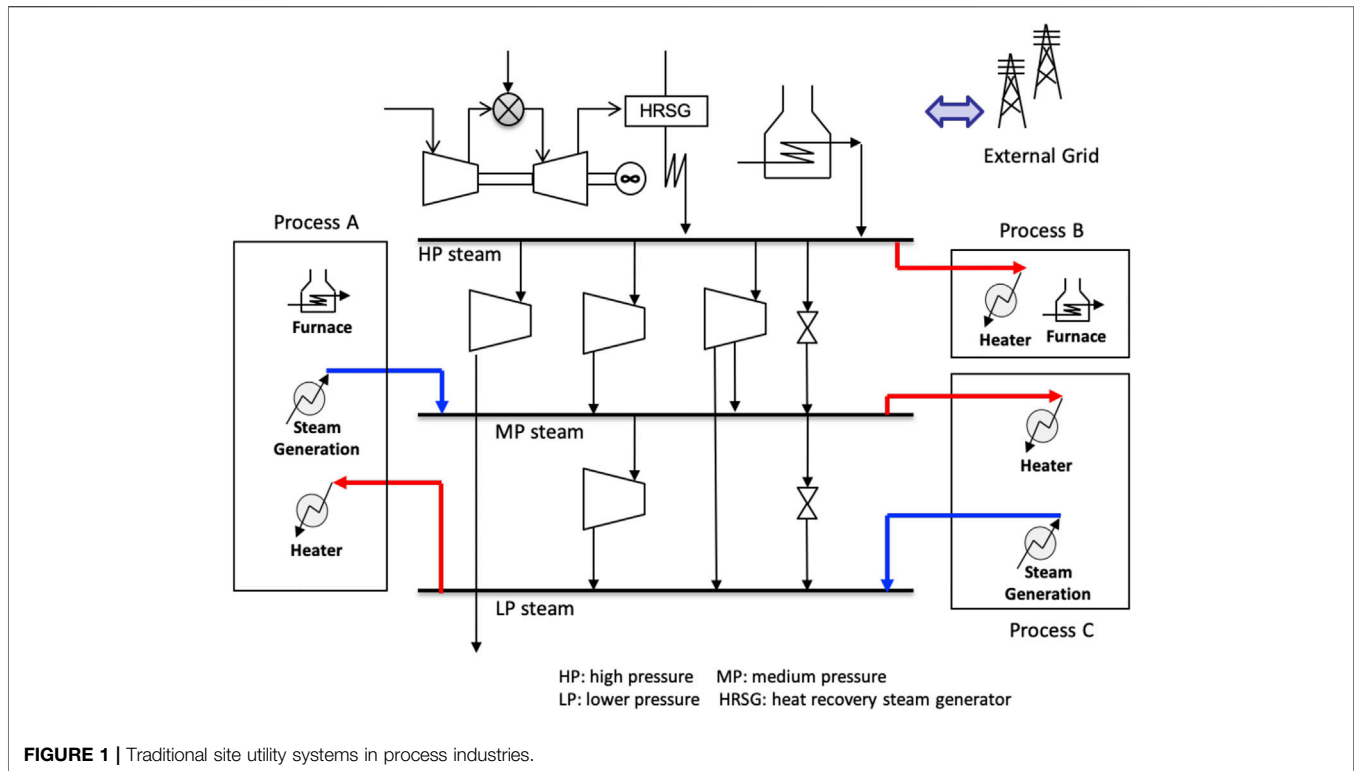 HRSG
External Grid
Process A
Process B
HP steam
Furnace
Heater
Furnace
Steam
Generation
MP steam
Heater
Heater
Steam
Generation
LP steam
Process C
HP: high pressure MP: medium pressure
LP: lower pressure HRSG: heat recovery steam generator
FIGURE 1 | Traditional site utility systems in process industries.